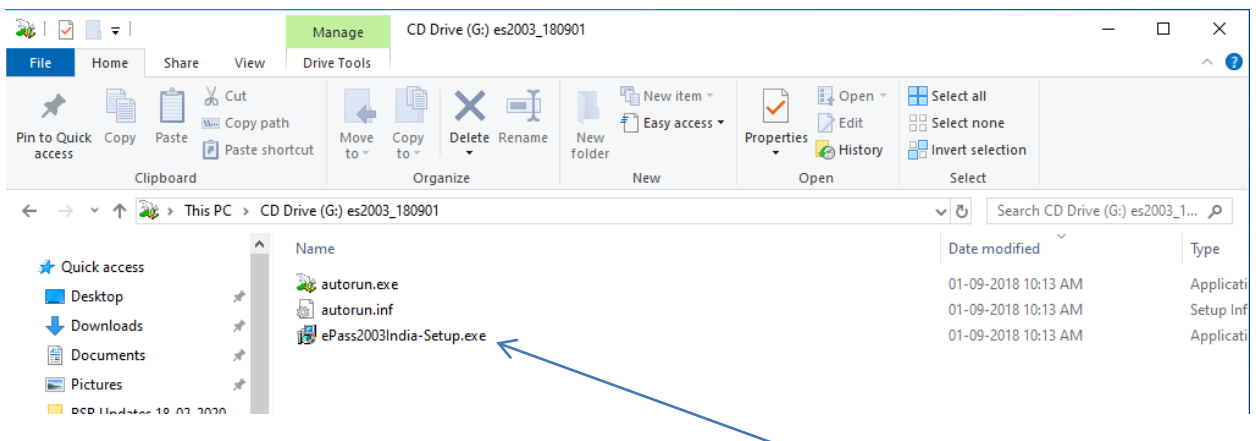 Manage CD Drive (G:) es2003_180901
File Home Share View Drive Tools
Pin to Quick access
Copy
Paste
Cut
Copy path
Paste shortcut
Clipboard
Move to
Copy to
Delete
Rename
Organize
New folder
New item
Easy access
New
Properties
Open
Edit
History
Open
Select all
Select none
Invert selection
Select
This PC > CD Drive (G:) es2003_180901
Search CD Drive (G:) es2003_1...
Quick access
Desktop
Downloads
Documents
Pictures
Name Date modified Type
autorun.exe 01-09-2018 10:13 AM Applicati
autorun.inf 01-09-2018 10:13 AM Setup Inf
ePass2003India-Setup.exe 01-09-2018 10:13 AM Applicati